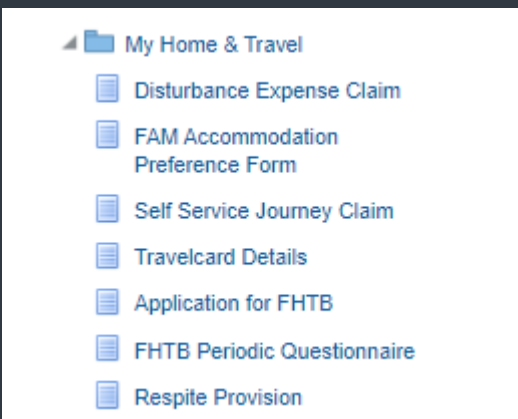 My Home & Travel
Disturbance Expense Claim
FAM Accommodation
Preference Form
Self Service Journey Claim
Travelcard Details
Application for FHTB
FHTB Periodic Questionnaire
Respite Provision